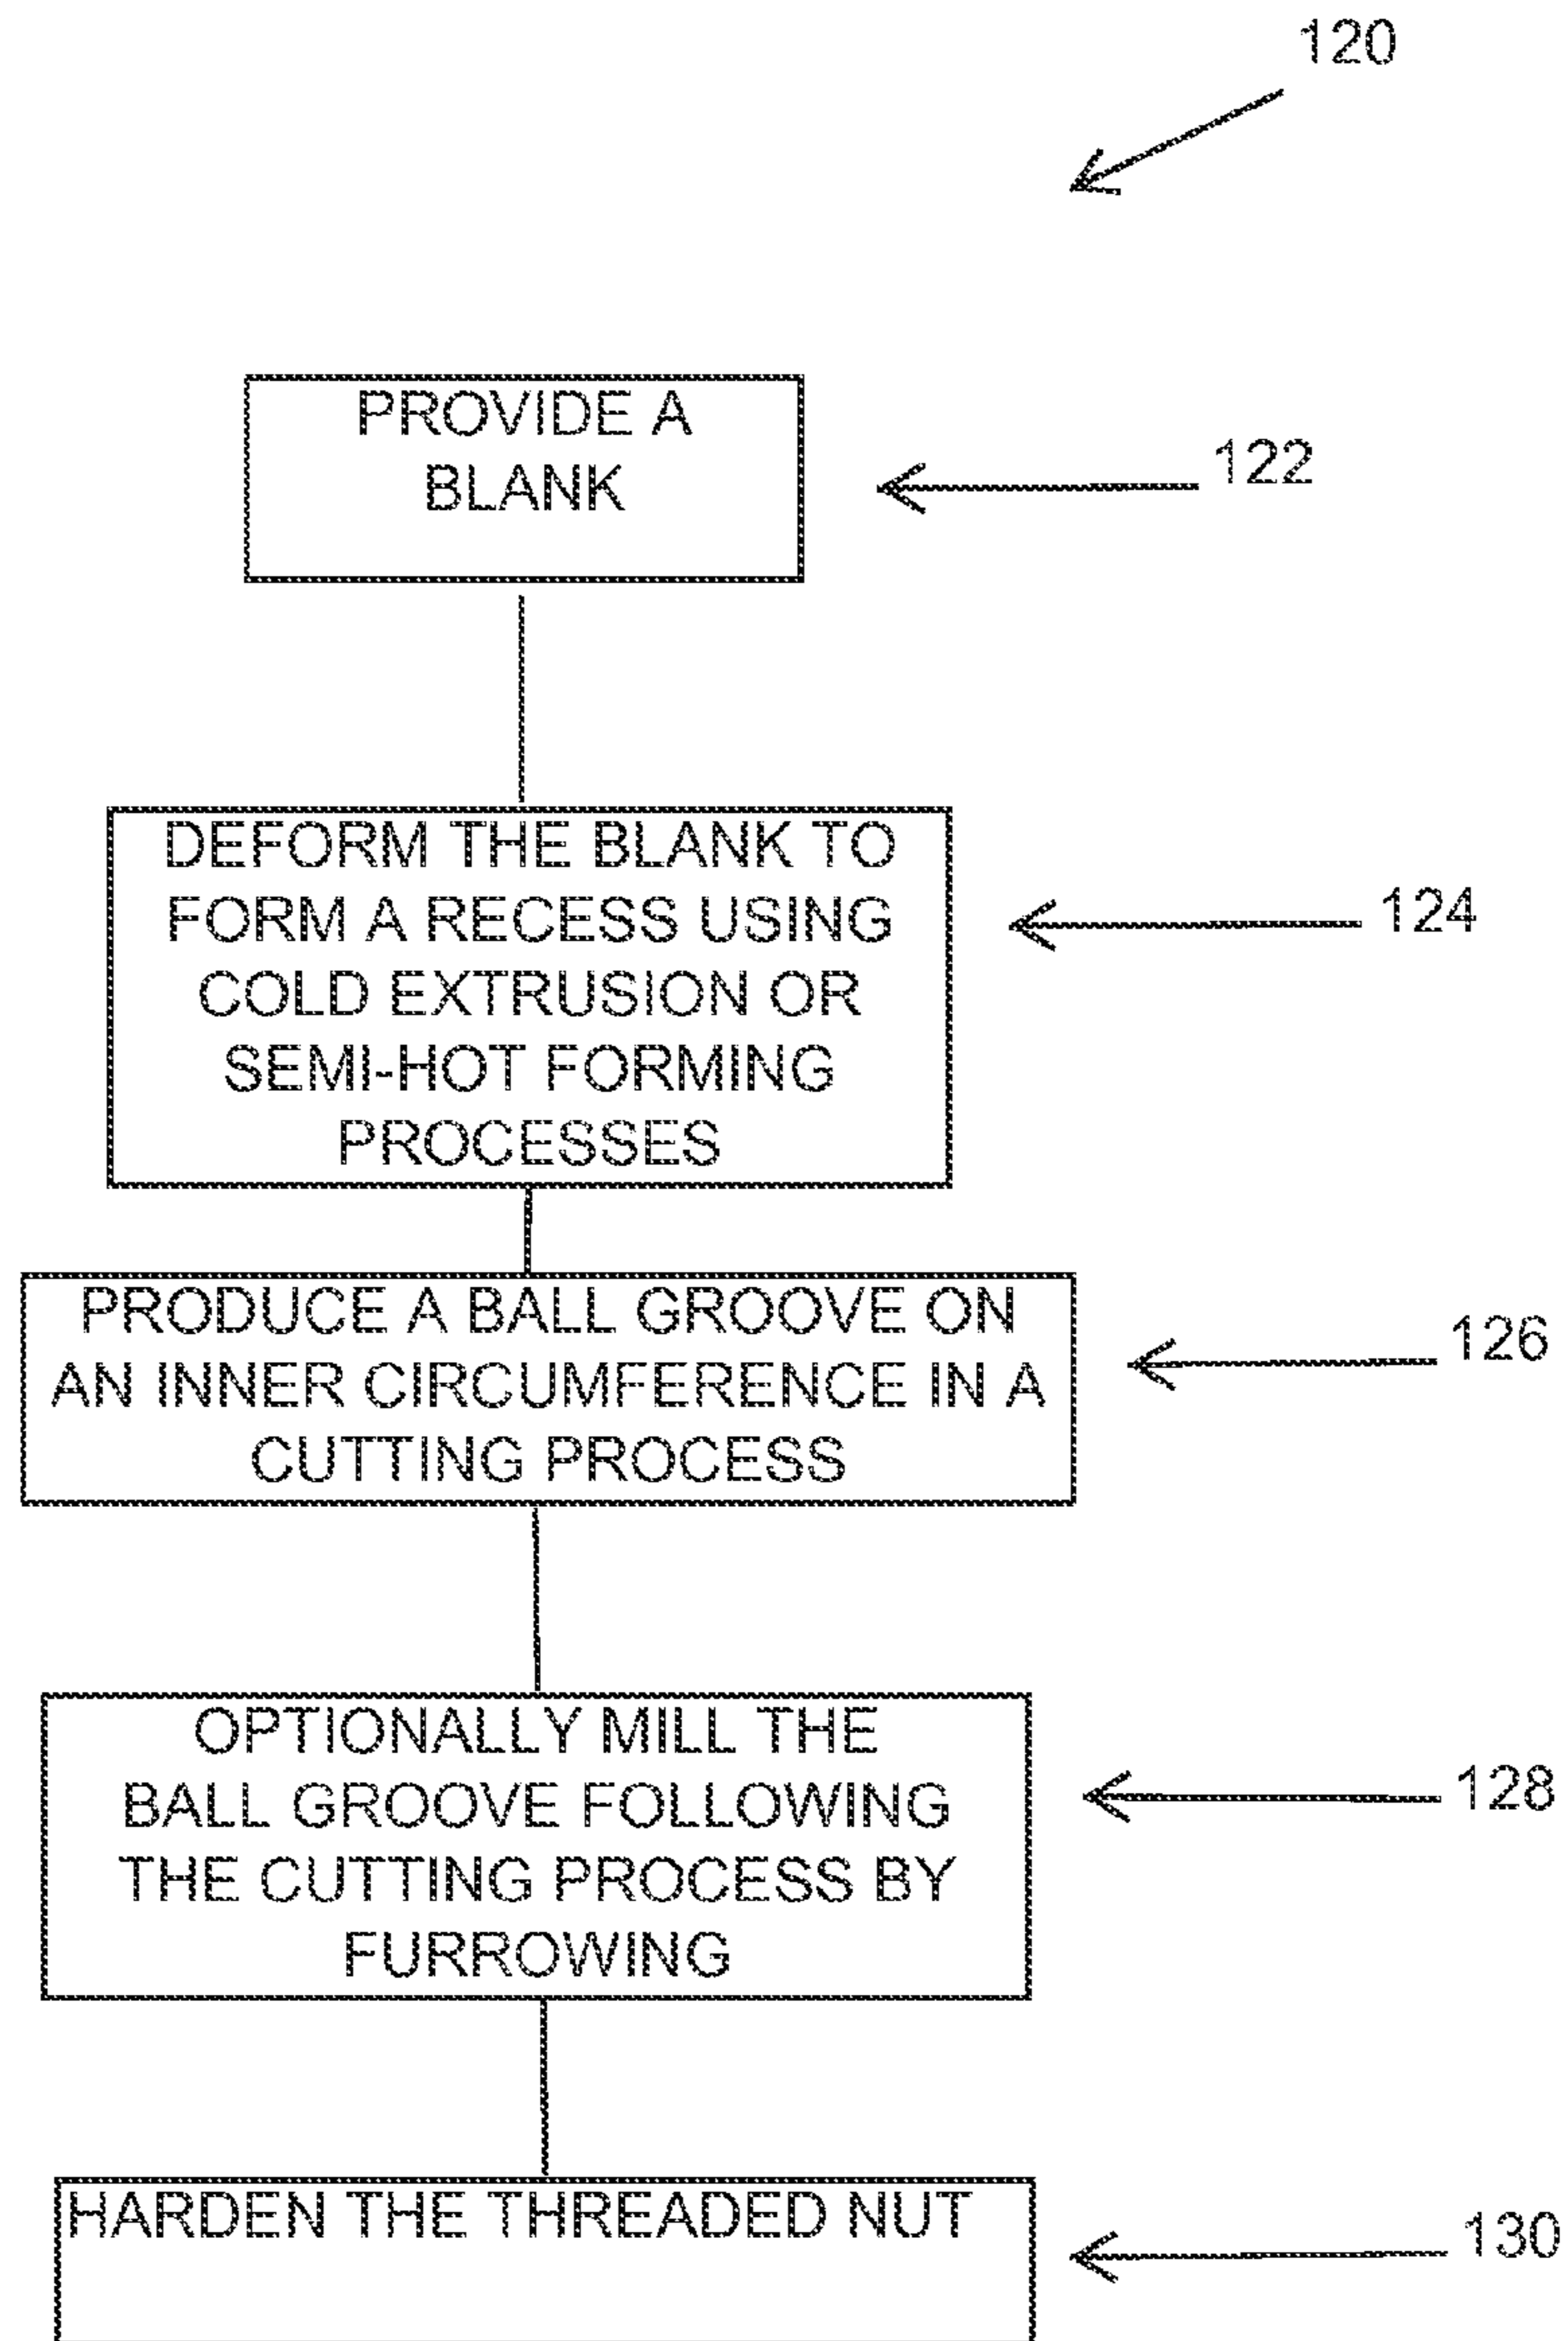 120
PROVIDE A
BLANK
122
DEFORM THE BLANK TO
FORM A RECESS USING
COLD EXTRUSION OR
SEMI-HOT FORMING
PROCESSES
124
PRODUCE A BALL GROOVE ON
AN INNER CIRCUMFERENCE IN A
CUTTING PROCESS
126
OPTIONALLY MILL THE
BALL GROOVE FOLLOWING
THE CUTTING PROCESS BY
FURROWING
128
HARDEN THE THREADED NUT
130